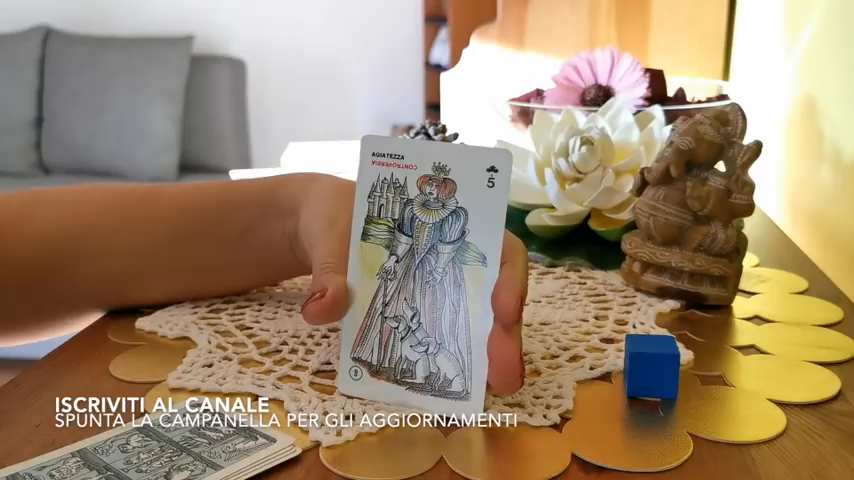 AGIATEZZA
CONTROVERSIA
♣
5
8
ISCRIVITI AL CANALE
SPUNTA LA CAMPANELLA PER GLI AGGIORNAMENTI